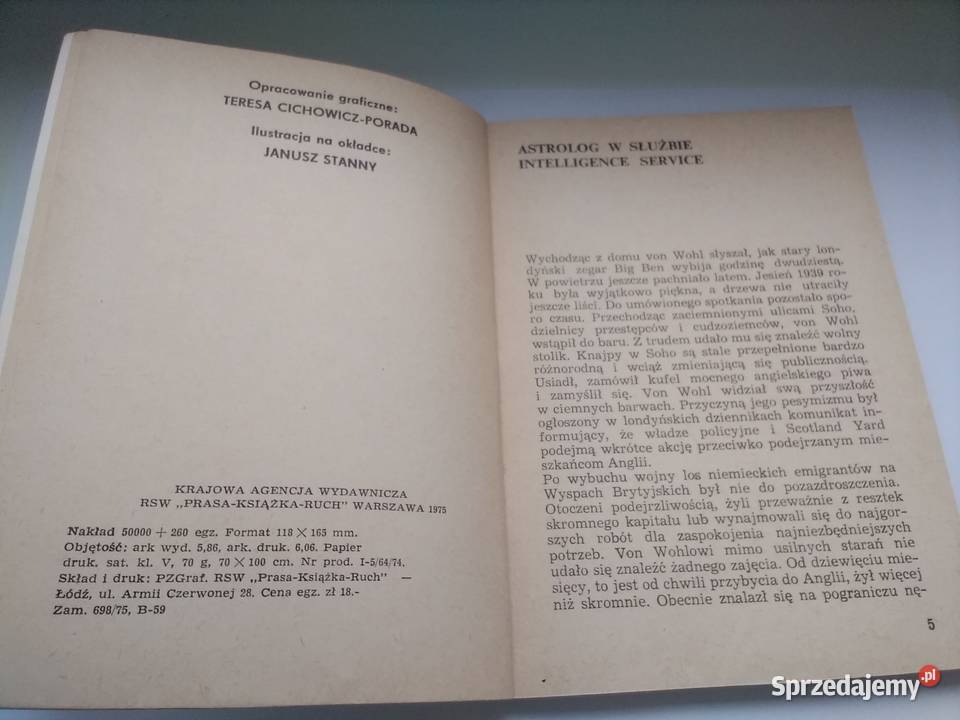 Opracowanie graficzne:
TERESA CICHOWICZ-PORADA
Ilustracja na okładce:
JANUSZ STANNY
KRAJOWA AGENCJA WYDAWNICZA
RSW „PRASA-KSIĄŻKA-RUCH” WARSZAWA 1975
Nakład 50000 + 260 egz. Format 118 × 165 mm.
Objętość: ark wyd. 5,86, ark. druk. 6,06. Papier
druk. sat. kl. V, 70 g, 70 × 100 cm. Nr prod. I-5/64/74.
Skład i druk: PZGraf. RSW „Prasa-Książka-Ruch” —
Łódź, ul. Armii Czerwonej 28. Cena egz. zł 18.-
Zam. 698/75, B-59
ASTROLOG W SŁUŻBIE
INTELLIGENCE SERVICE
Wychodząc z domu von Wohl słyszał, jak stary lon-
dyński zegar Big Ben wybija godzinę dwudziestą.
W powietrzu jeszcze pachniało latem. Jesień 1939 ro-
ku była wyjątkowo piękna, a drzewa nie utraciły
jeszcze liści. Do umówionego spotkania pozostało spo-
ro czasu. Przechodząc zaciemnionymi ulicami Soho,
dzielnicy przestępców i cudzoziemców, von Wohl
wstąpił do baru. Z trudem udało mu się znaleźć wolny
stolik. Knajpy w Soho są stale przepełnione bardzo
różnorodną i wciąż zmieniającą się publicznością.
Usiadł, zamówił kufel mocnego angielskiego piwa
i zamyślił się. Von Wohl widział swą przyszłość
w ciemnych barwach. Przyczyną jego pesymizmu był
ogłoszony w londyńskich dziennikach komunikat in-
formujący, że władze policyjne i Scotland Yard
podejmą wkrótce akcję przeciwko podejrzanym mie-
szkańcom Anglii.
Po wybuchu wojny los niemieckich emigrantów na
Wyspach Brytyjskich był nie do pozazdroszczenia.
Otoczeni podejrzliwością, żyli przeważnie z resztek
skromnego kapitału lub wynajmowali się do najgor-
szych robót dla zaspokojenia najniezbędniejszych
potrzeb. Von Wohlowi mimo usilnych starań nie
udało się znaleźć żadnego zajęcia. Od dziewięciu mie-
sięcy, to jest od chwili przybycia do Anglii, żył więcej
niż skromnie. Obecnie znalazł się na pograniczu nę-
5
Sprzedajemy.pl